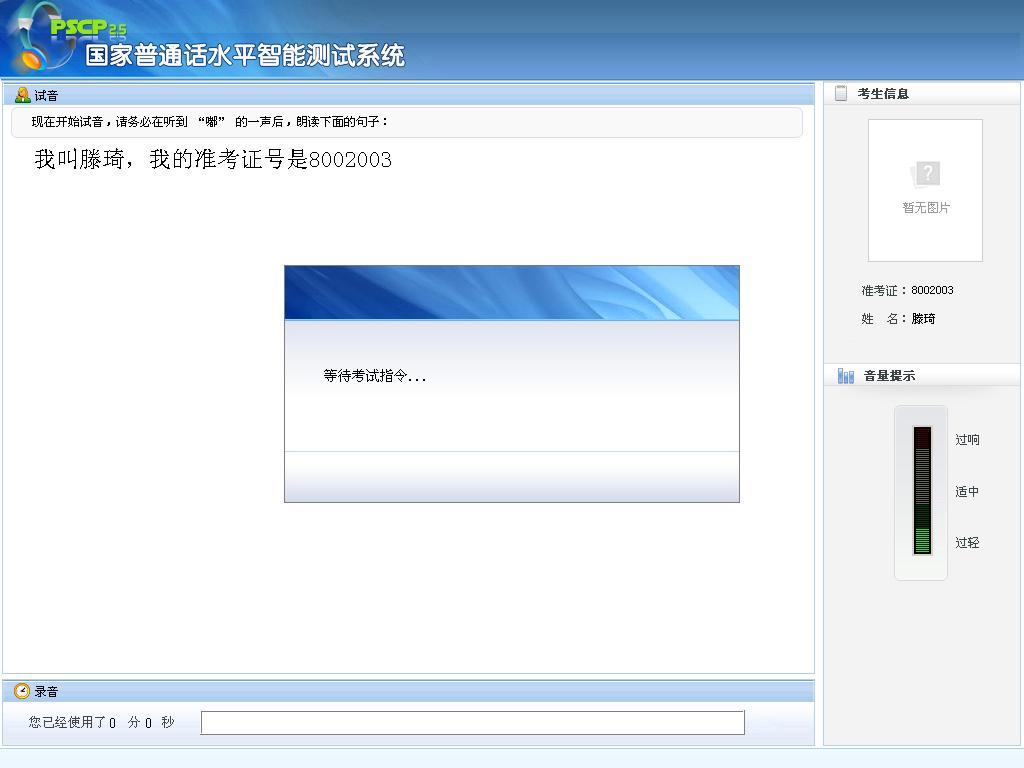 PSCP 2.5
国家普通话水平智能测试系统
试音
现在开始试音，请务必在听到 “嘟” 的一声后，朗读下面的句子：
我叫滕琦，我的准考证号是8002003
等待考试指令...
录音
您已经使用了0 分 0 秒
考生信息
?
暂无图片
准考证：8002003
姓 名：滕琦
音量提示
过响
适中
过轻